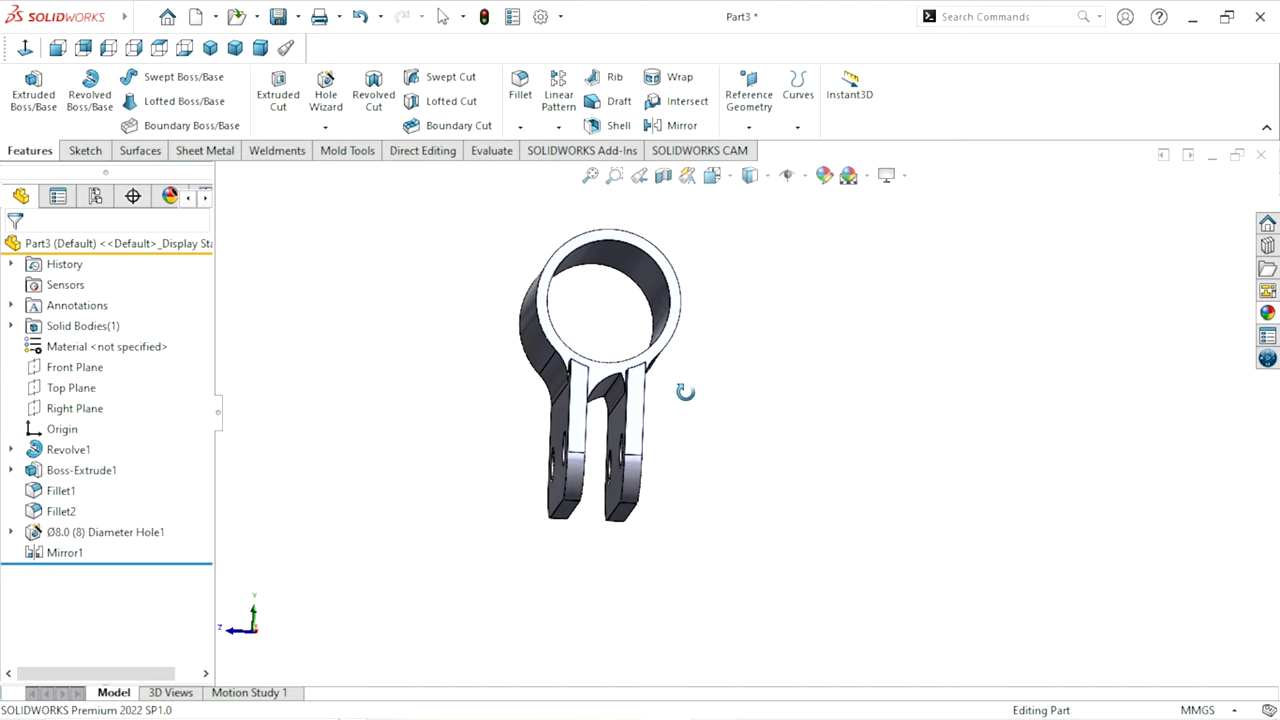 SOLIDWORKS
Part3 *
Search Commands
Extruded Boss/Base
Revolved Boss/Base
Swept Boss/Base
Lofted Boss/Base
Boundary Boss/Base
Extruded Cut
Hole Wizard
Revolved Cut
Swept Cut
Lofted Cut
Boundary Cut
Fillet
Linear Pattern
Rib
Draft
Shell
Wrap
Intersect
Mirror
Reference Geometry
Curves
Instant3D
Features Sketch Surfaces Sheet Metal Weldments Mold Tools Direct Editing Evaluate SOLIDWORKS Add-Ins SOLIDWORKS CAM
Part3 (Default) <<Default>_Display Sta
History
Sensors
Annotations
Solid Bodies(1)
Material <not specified>
Front Plane
Top Plane
Right Plane
Origin
Revolve1
Boss-Extrude1
Fillet1
Fillet2
Ø8.0 (8) Diameter Hole1
Mirror1
Y
Z
Model 3D Views Motion Study 1
SOLIDWORKS Premium 2022 SP1.0 Editing Part MMGS